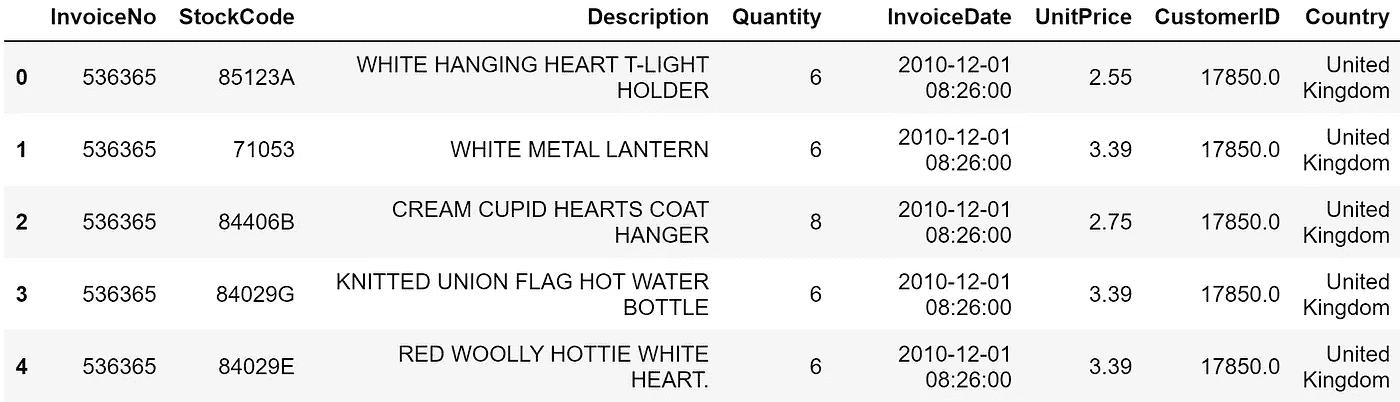 InvoiceNo StockCode Description Quantity InvoiceDate UnitPrice CustomerID Country
0 536365 85123A WHITE HANGING HEART T-LIGHT HOLDER 6 2010-12-01 08:26:00 2.55 17850.0 United Kingdom
1 536365 71053 WHITE METAL LANTERN 6 2010-12-01 08:26:00 3.39 17850.0 United Kingdom
2 536365 84406B CREAM CUPID HEARTS COAT HANGER 8 2010-12-01 08:26:00 2.75 17850.0 United Kingdom
3 536365 84029G KNITTED UNION FLAG HOT WATER BOTTLE 6 2010-12-01 08:26:00 3.39 17850.0 United Kingdom
4 536365 84029E RED WOOLLY HOTTIE WHITE HEART. 6 2010-12-01 08:26:00 3.39 17850.0 United Kingdom